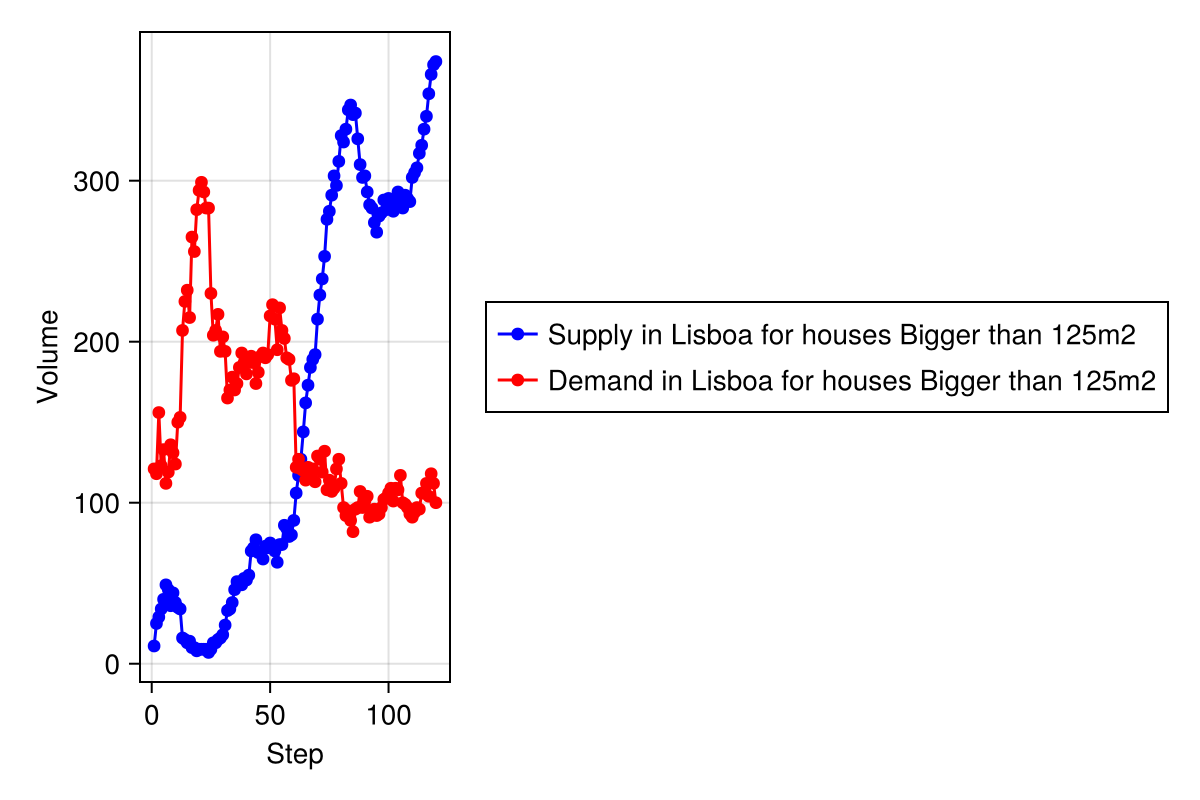 300
200
100
0
Volume
0 50 100
Step
Supply in Lisboa for houses Bigger than 125m2
Demand in Lisboa for houses Bigger than 125m2